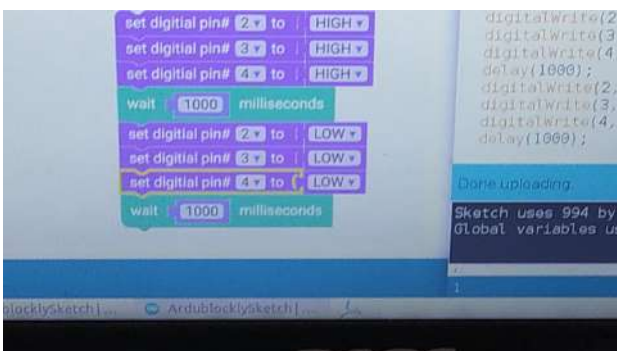 set digitial pin# 2 to HIGH
set digitial pin# 3 to HIGH
set digitial pin# 4 to HIGH
wait 1000 milliseconds
set digitial pin# 2 to LOW
set digitial pin# 3 to LOW
set digitial pin# 4 to LOW
wait 1000 milliseconds
digitalWrite(2
digitalWrite(3
digitalWrite(4
delay(1000);
digitalWrite(2,
digitalWrite(3,
digitalWrite(4,
delay(1000);
Done uploading.
Sketch uses 994 by
Global variables us
1
blocklySketch|...
ArdublocklySketch|...